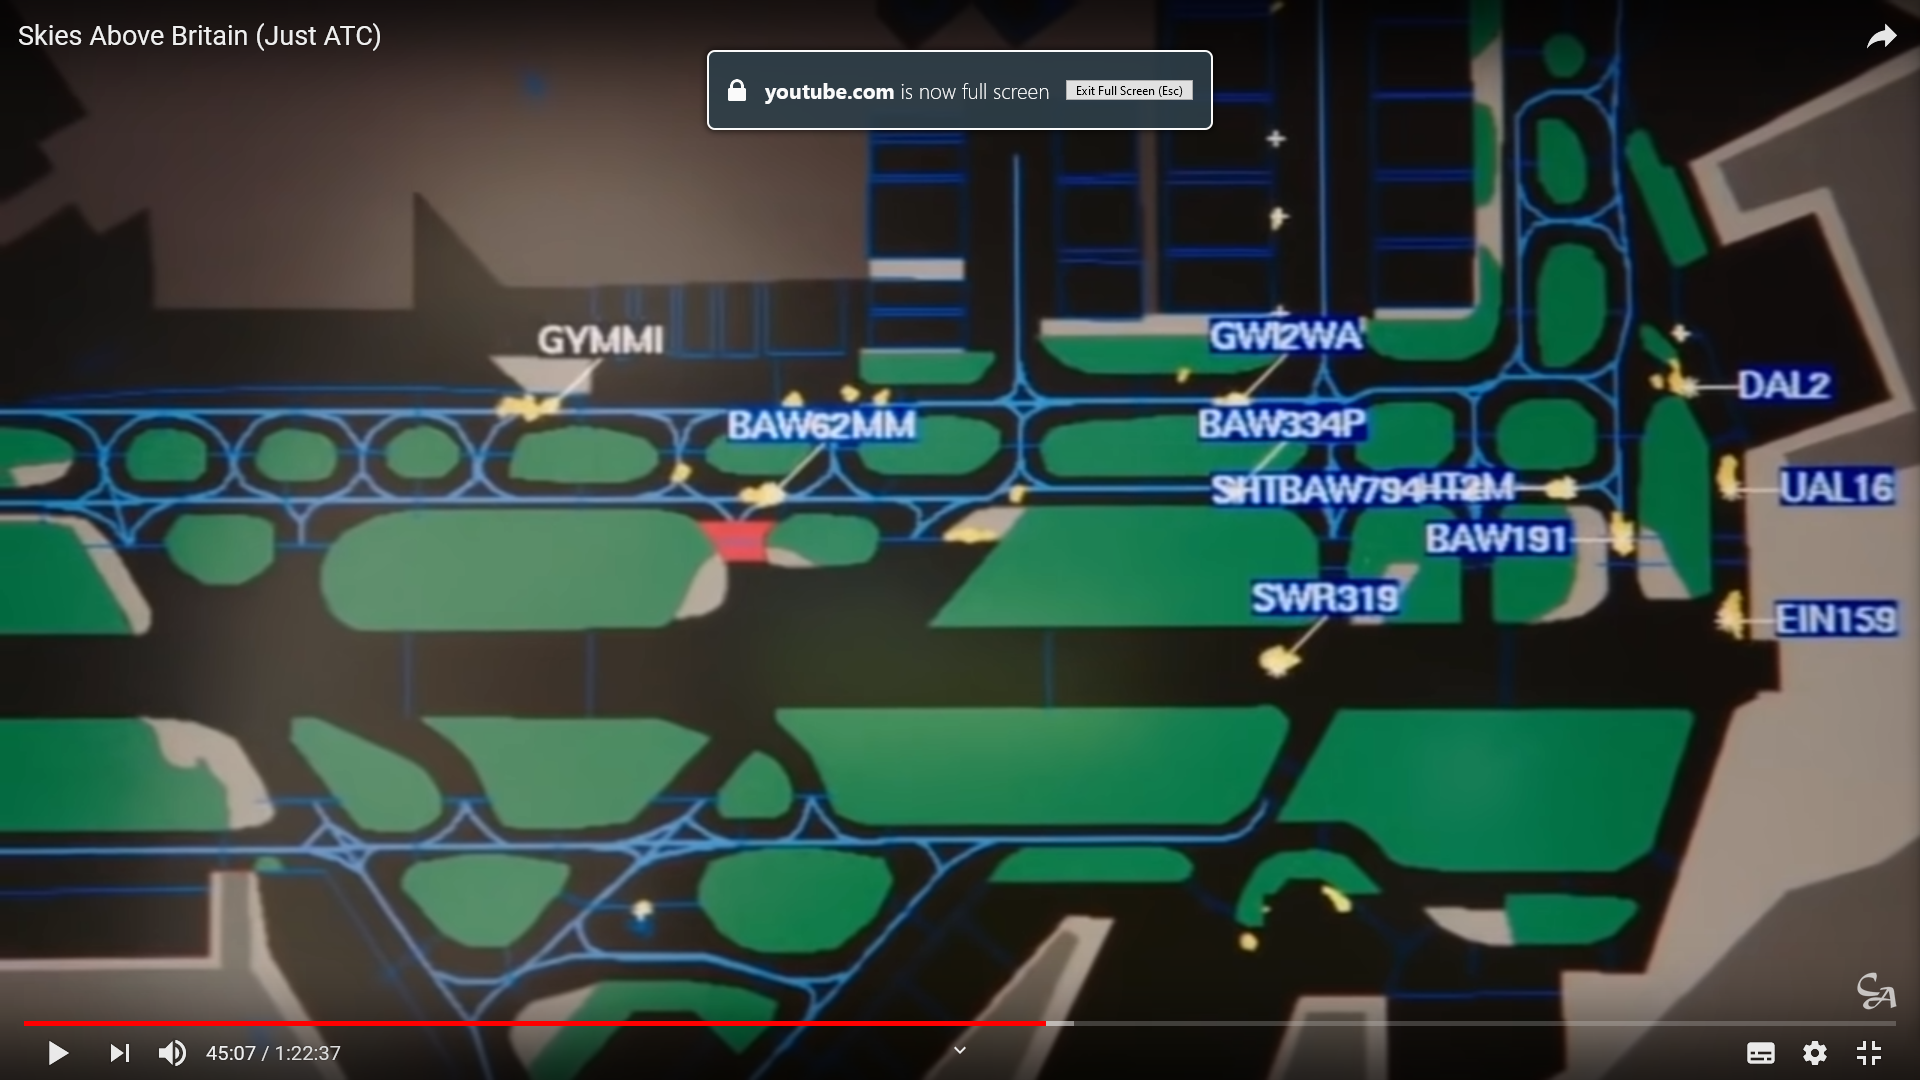 Skies Above Britain (Just ATC)
youtube.com is now full screen
Exit Full Screen (Esc)
GYMMI
GWI2WA
DAL2
BAW62MM
BAW334P
SHTBAW794HT2M
UAL16
BAW191
SWR319
EIN159
45:07 / 1:22:37